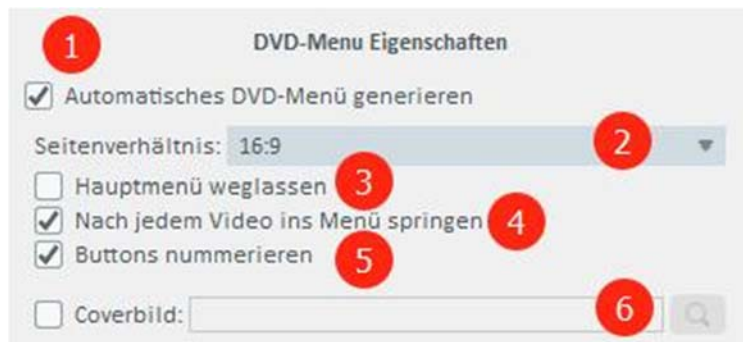 1
DVD-Menu Eigenschaften
Automatisches DVD-Menü generieren
Seitenverhältnis: 16:9 2
Hauptmenü weglassen 3
Nach jedem Video ins Menü springen 4
Buttons nummerieren 5
Coverbild: 6